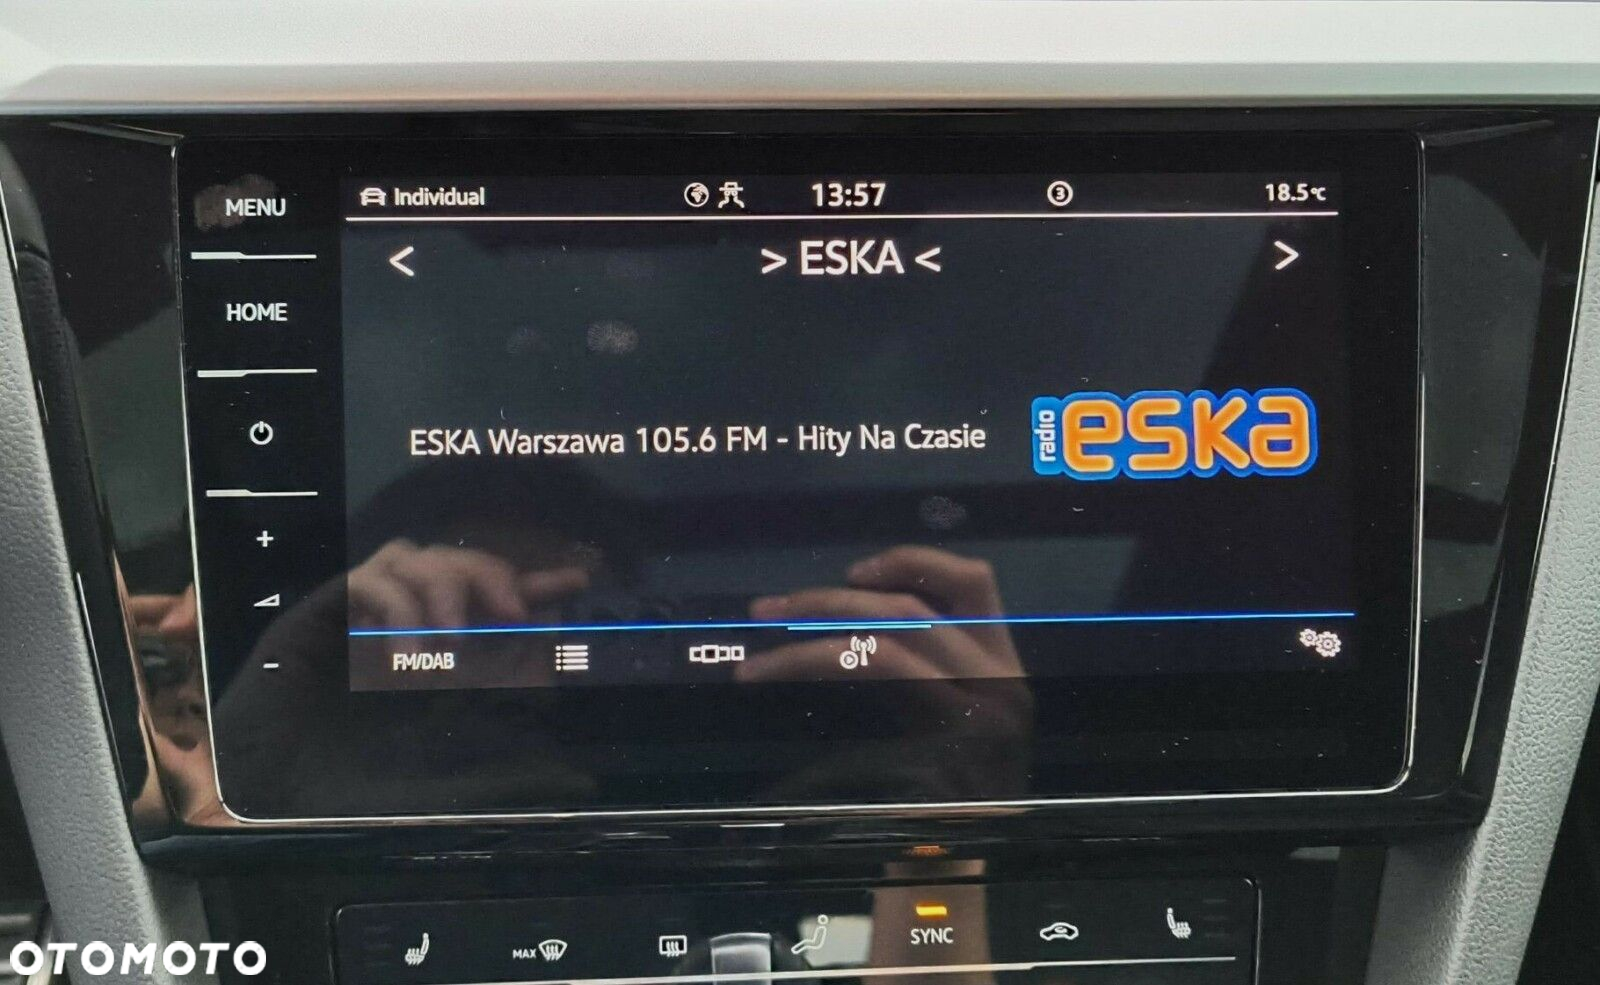 MENU
Individual
13:57
3
18.5°C
HOME
< > ESKA < >
ESKA Warszawa 105.6 FM - Hity Na Czasie
radio eska
+
-
FM/DAB
MAX
SYNC
OTOMOTO